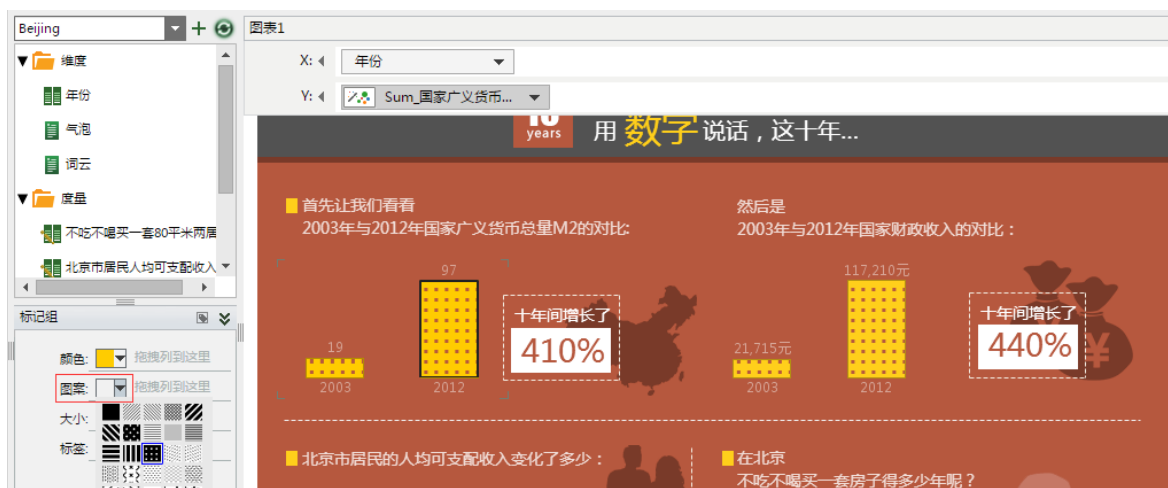 Beijing
图表1
维度
年份
气泡
词云
度量
不吃不喝买一套80平米两居
北京市居民人均可支配收入
标记组
颜色:
拖拽列到这里
图案:
拖拽列到这里
大小:
标签:
X:
年份
Y:
Sum_国家广义货币...
10
years
用 数字 说话，这十年...
首先让我们看看
2003年与2012年国家广义货币总量M2的对比:
97
19
2003
2012
十年间增长了
410%
然后是
2003年与2012年国家财政收入的对比：
117,210元
21,715元
2003
2012
十年间增长了
440%
¥
北京市居民的人均可支配收入变化了多少：
在北京
不吃不喝买一套房子得多少年呢？